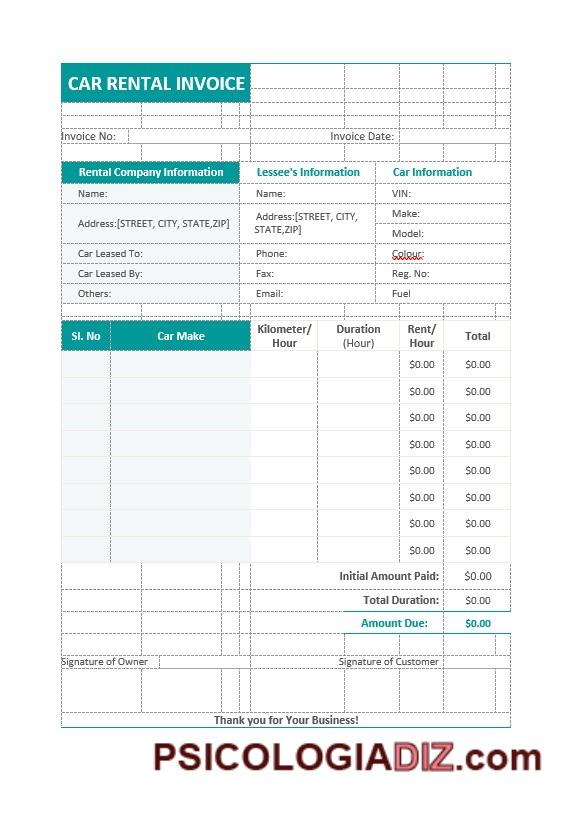 CAR RENTAL INVOICE
Invoice No: Invoice Date:
Rental Company Information Lessee's Information Car Information
Name: Name: VIN:
Address:[STREET, CITY, STATE,ZIP] Address:[STREET, CITY, STATE,ZIP] Make:
Model:
Car Leased To: Phone: Colour:
Car Leased By: Fax: Reg. No:
Others: Email: Fuel
Sl. No Car Make Kilometer/ Hour Duration (Hour) Rent/ Hour Total
$0.00 $0.00
$0.00 $0.00
$0.00 $0.00
$0.00 $0.00
$0.00 $0.00
$0.00 $0.00
$0.00 $0.00
$0.00 $0.00
Initial Amount Paid: $0.00
Total Duration: $0.00
Amount Due: $0.00
Signature of Owner Signature of Customer
Thank you for Your Business!
PSICOLOGIADIZ.com